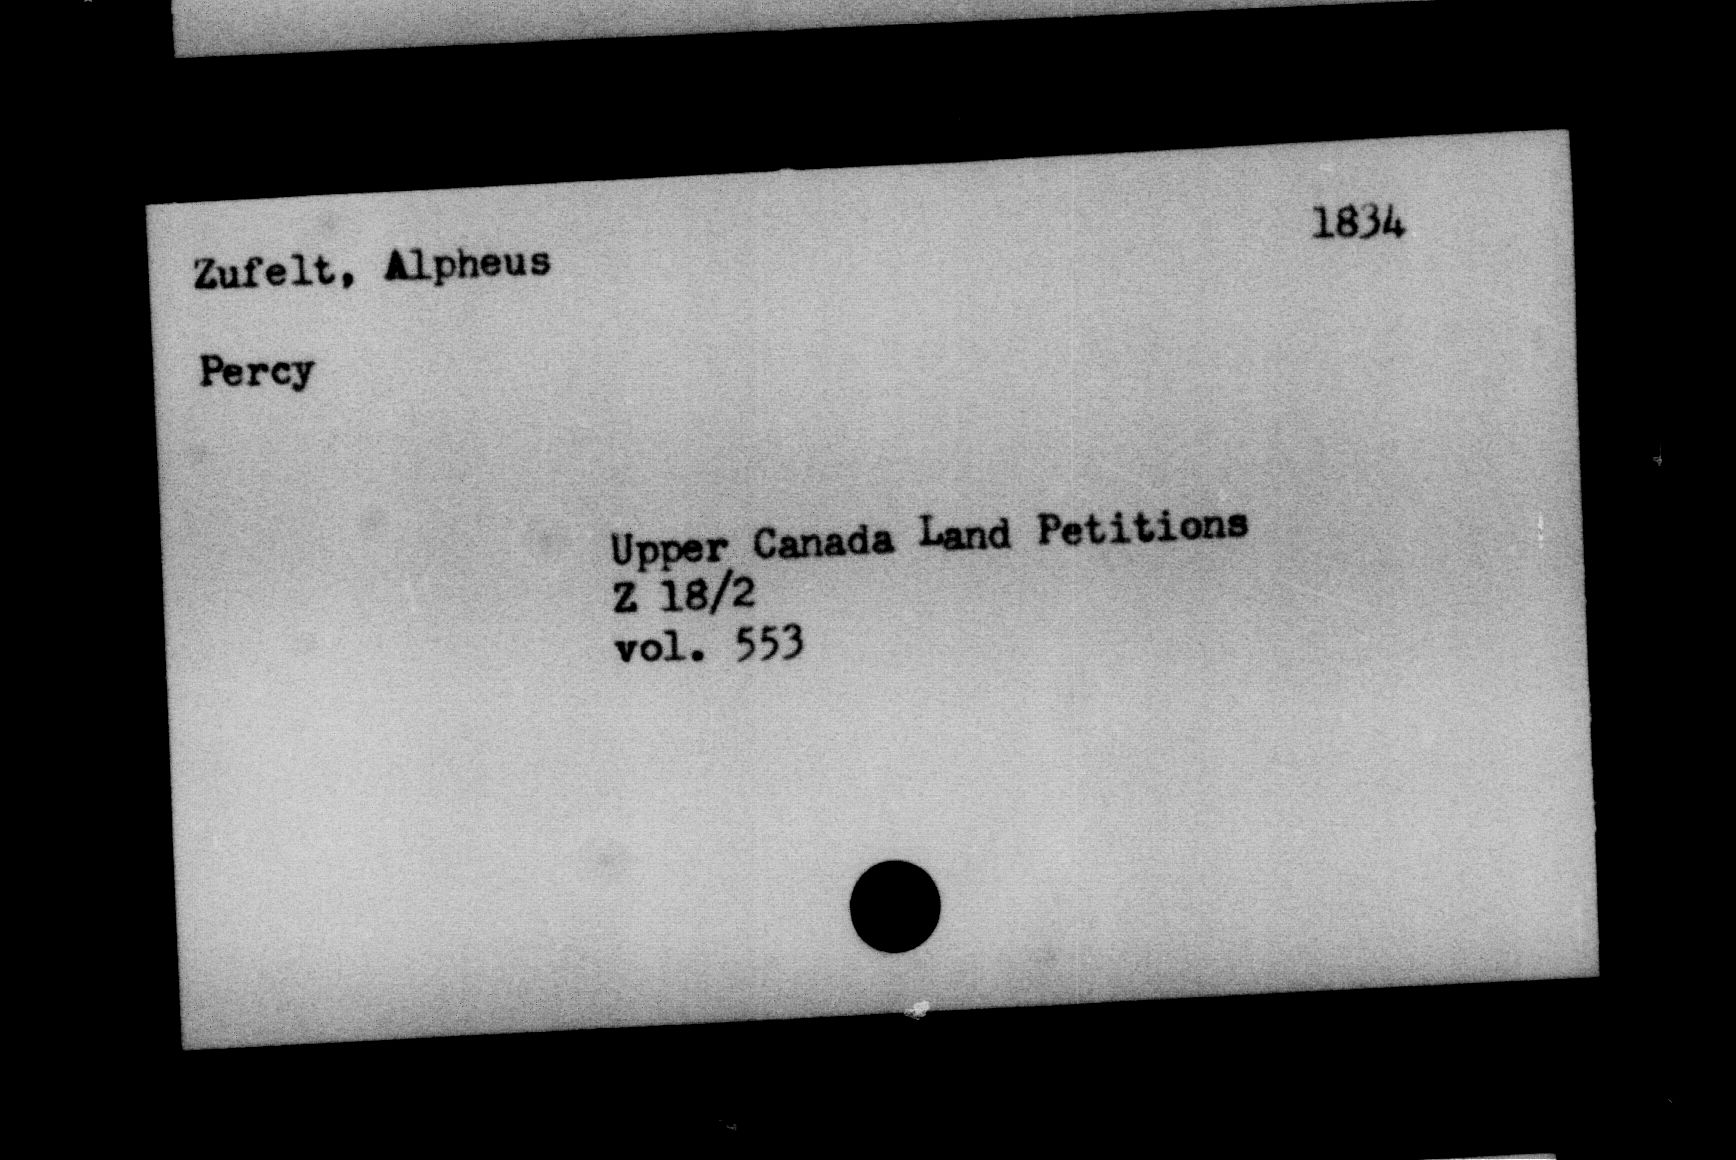 1834
Zufelt, Alpheus
Percy
Upper Canada Land Petitions
Z 18/2
vol. 553